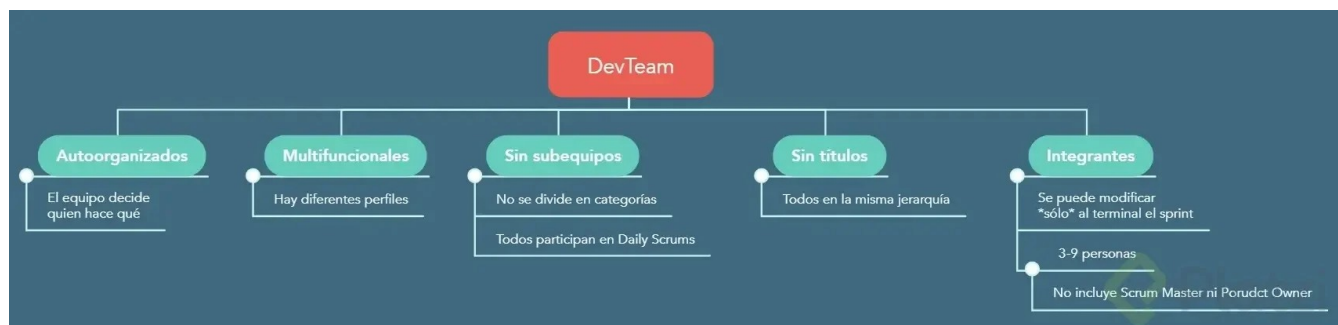 DevTeam
Autoorganizados
El equipo decide
quien hace qué
Multifuncionales
Hay diferentes perfiles
Sin subequipos
No se divide en categorías
Todos participan en Daily Scrums
Sin títulos
Todos en la misma jerarquía
Integrantes
Se puede modificar
*sólo* al terminal el sprint
3-9 personas
No incluye Scrum Master ni Porudct Owner